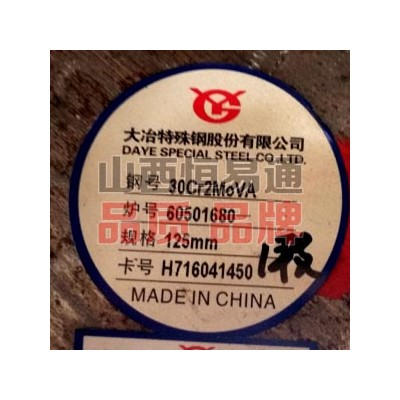 大冶特殊钢股份有限公司
DAYE SPECIAL STEEL CO.,LTD.
山西恒易通
钢号 30Cr2MoVA
品质 品牌
炉号 60501680
规格 125mm
卡号 H716041450
MADE IN CHINA